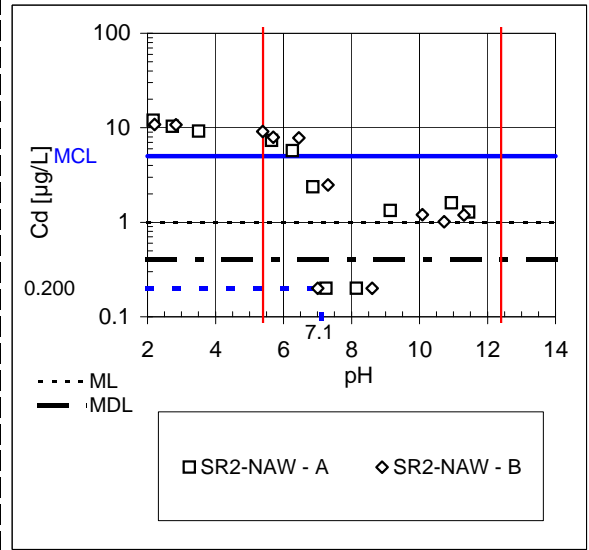 100
10
1
0.1
Cd [µg/L]
MCL
0.200
7.1
2 4 6 8 10 12 14
pH
ML
MDL
SR2-NAW - A SR2-NAW - B